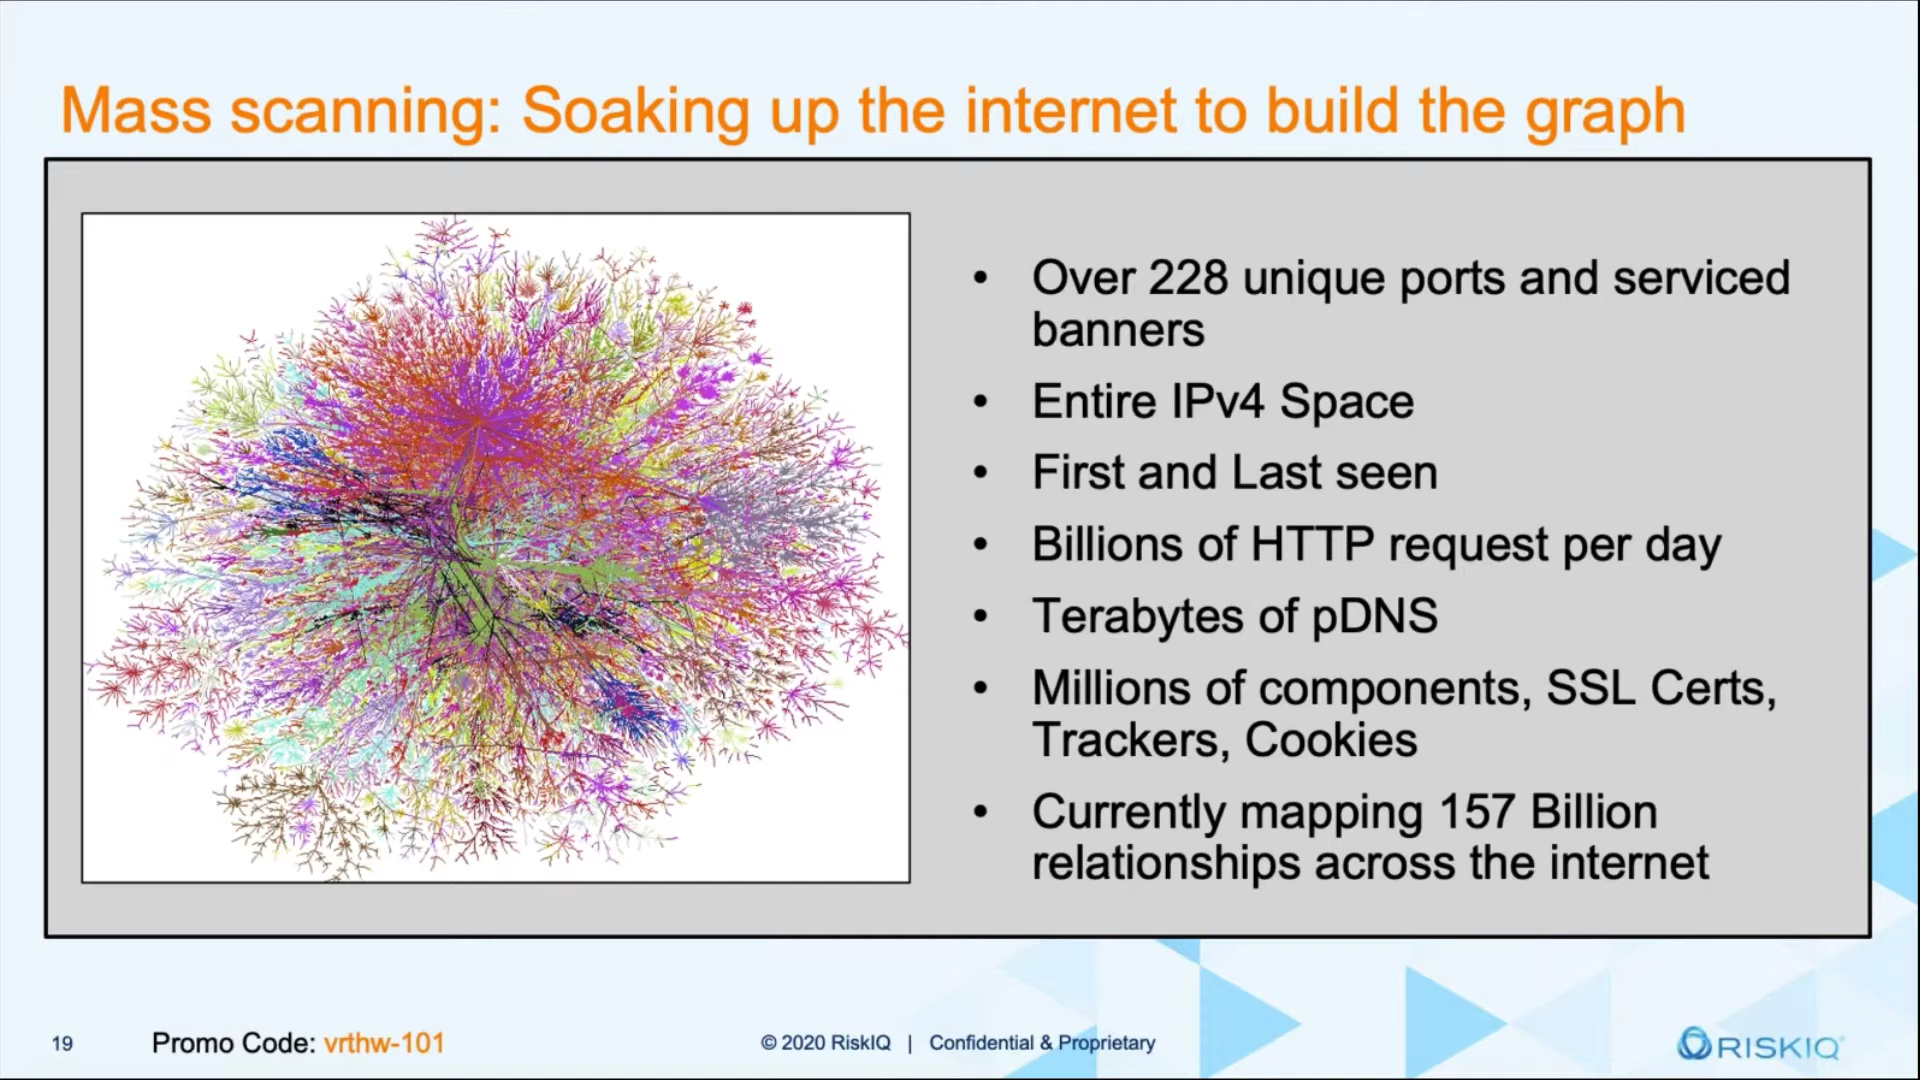 Mass scanning: Soaking up the internet to build the graph
• Over 228 unique ports and serviced
banners
• Entire IPv4 Space
• First and Last seen
• Billions of HTTP request per day
• Terabytes of pDNS
• Millions of components, SSL Certs,
Trackers, Cookies
• Currently mapping 157 Billion
relationships across the internet
19
Promo Code: vrthw-101
© 2020 RiskIQ | Confidential & Proprietary
RISKIQ